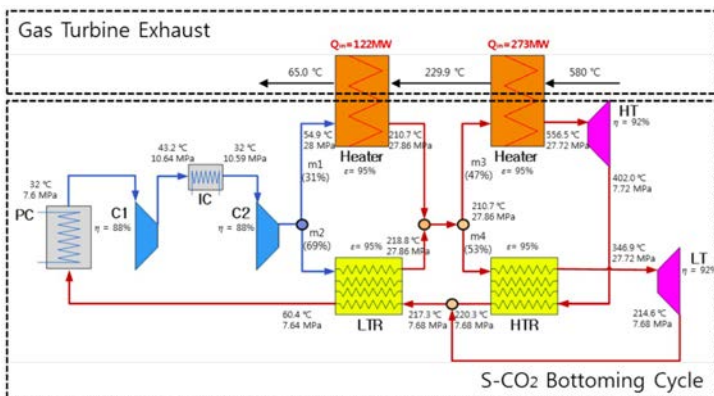 Gas Turbine Exhaust
Qin=122MW
Qin=273MW
65.0 ℃
229.9 ℃
580 ℃
HT
η = 92%
54.9 ℃
28 MPa
210.7 ℃
27.86 MPa
Heater
ε= 95%
556.5 ℃
27.72 MPa
Heater
ε= 95%
43.2 ℃
10.64 MPa
32 ℃
10.59 MPa
m1
(31%)
m3
(47%)
402.0 ℃
7.72 MPa
32 ℃
7.6 MPa
PC
C1
η = 88%
IC
C2
η = 88%
m2
(69%)
210.7 ℃
27.86 MPa
m4
(53%)
ε= 95%
218.8 ℃
27.86 MPa
ε= 95%
346.9 ℃
27.72 MPa
LT
η = 92%
60.4 ℃
7.64 MPa
LTR
217.3 ℃
7.68 MPa
220.3 ℃
7.68 MPa
HTR
214.6 ℃
7.68 MPa
S-CO2 Bottoming Cycle